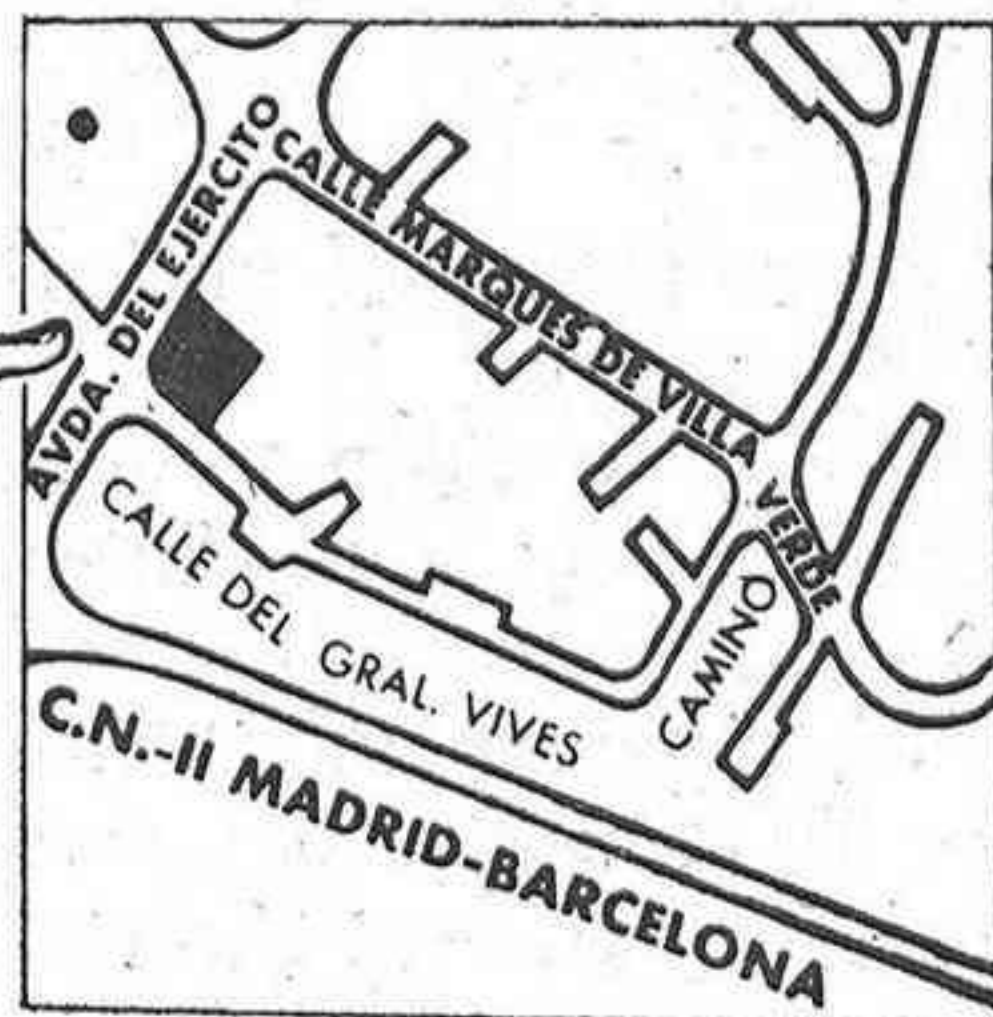 AVDA. DEL EJERCITO
CALLE MARQUES DE VILLA VERDE
CALLE DEL GRAL. VIVES
CAMINO
C.N.-II MADRID-BARCELONA